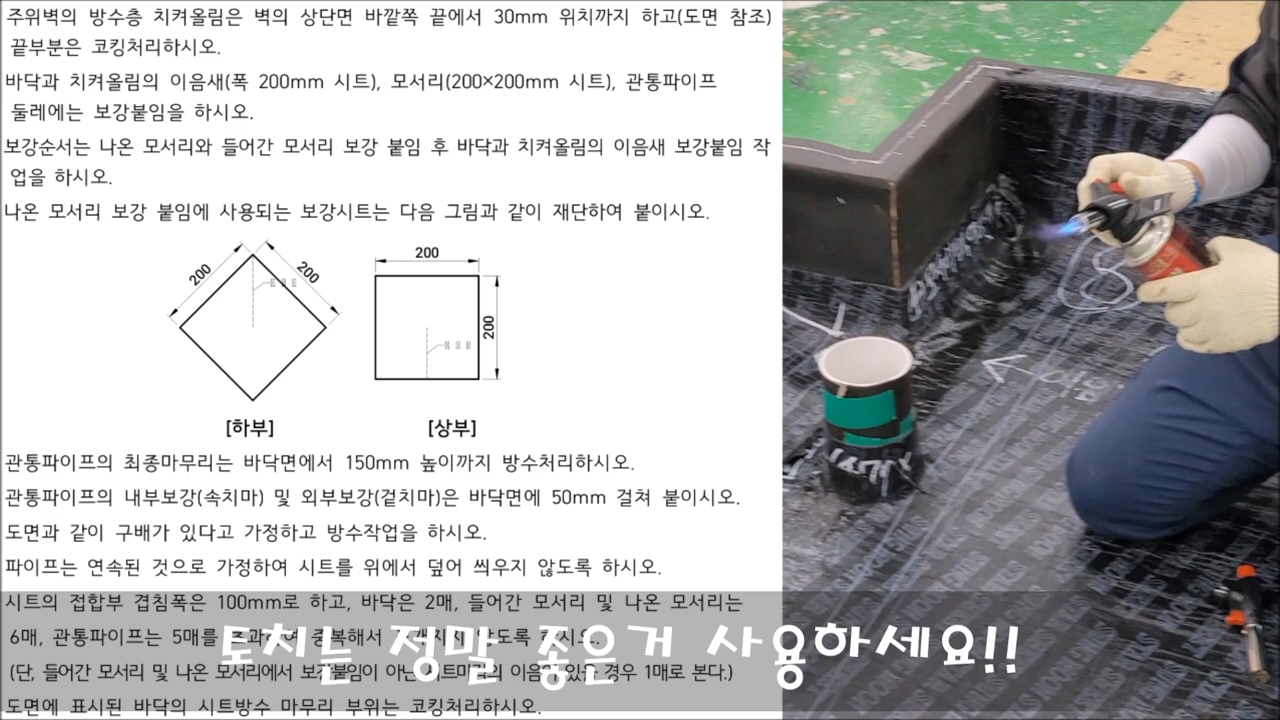 주위벽의 방수층 치켜올림은 벽의 상단면 바깥쪽 끝에서 30mm 위치까지 하고(도면 참조)
끝부분은 코킹처리하시오.
바닥과 치켜올림의 이음새(폭 200mm 시트), 모서리(200×200mm 시트), 관통파이프
둘레에는 보강붙임을 하시오.
보강순서는 나온 모서리와 들어간 모서리 보강 붙임 후 바닥과 치켜올림의 이음새 보강붙임 작
업을 하시오.
나온 모서리 보강 붙임에 사용되는 보강시트는 다음 그림과 같이 재단하여 붙이시오.
200 200
200
200
[하부] [상부]
관통파이프의 최종마무리는 바닥면에서 150mm 높이까지 방수처리하시오.
관통파이프의 내부보강(속치마) 및 외부보강(겉치마)은 바닥면에 50mm 걸쳐 붙이시오.
도면과 같이 구배가 있다고 가정하고 방수작업을 하시오.
파이프는 연속된 것으로 가정하여 시트를 위에서 덮어 씌우지 않도록 하시오.
시트의 접합부 겹침폭은 100mm로 하고, 바닥은 2매, 들어간 모서리 및 나온 모서리는
6매, 관통파이프는 5매를 중복해서 않도록 하시오.
(단, 들어간 모서리 및 나온 모서리에서 보강붙임이 아닌 이음 경우 1매로 본다.)
토치는 정말 좋은거 사용하세요!!
도면에 표시된 바닥의 시트방수 마무리 부위는 코킹처리하시오.